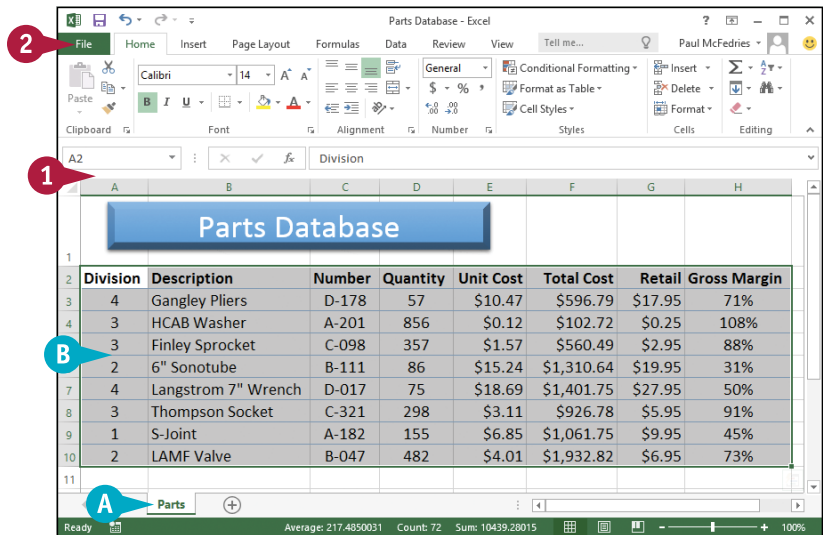 Parts Database - Excel
?
2
File Home Insert Page Layout Formulas Data Review View Tell me... Paul McFedries
Calibri 14 A A General Conditional Formatting Insert Σ A Z
Paste B I U A $ % , Format as Table Delete
.00 .0 .00 Cell Styles Format
Clipboard Font Alignment Number Styles Cells Editing
A2 fx Division
1
A B C D E F G H
Parts Database
1
2 Division Description Number Quantity Unit Cost Total Cost Retail Gross Margin
3 4 Gangley Pliers D-178 57 $10.47 $596.79 $17.95 71%
4 3 HCAB Washer A-201 856 $0.12 $102.72 $0.25 108%
3 Finley Sprocket C-098 357 $1.57 $560.49 $2.95 88%
B
2 6" Sonotube B-111 86 $15.24 $1,310.64 $19.95 31%
7 4 Langstrom 7" Wrench D-017 75 $18.69 $1,401.75 $27.95 50%
8 3 Thompson Socket C-321 298 $3.11 $926.78 $5.95 91%
9 1 S-Joint A-182 155 $6.85 $1,061.75 $9.95 45%
10 2 LAMF Valve B-047 482 $4.01 $1,932.82 $6.95 73%
11
A
Parts
Ready Average: 217.4850031 Count: 72 Sum: 10439.28015 - + 100%